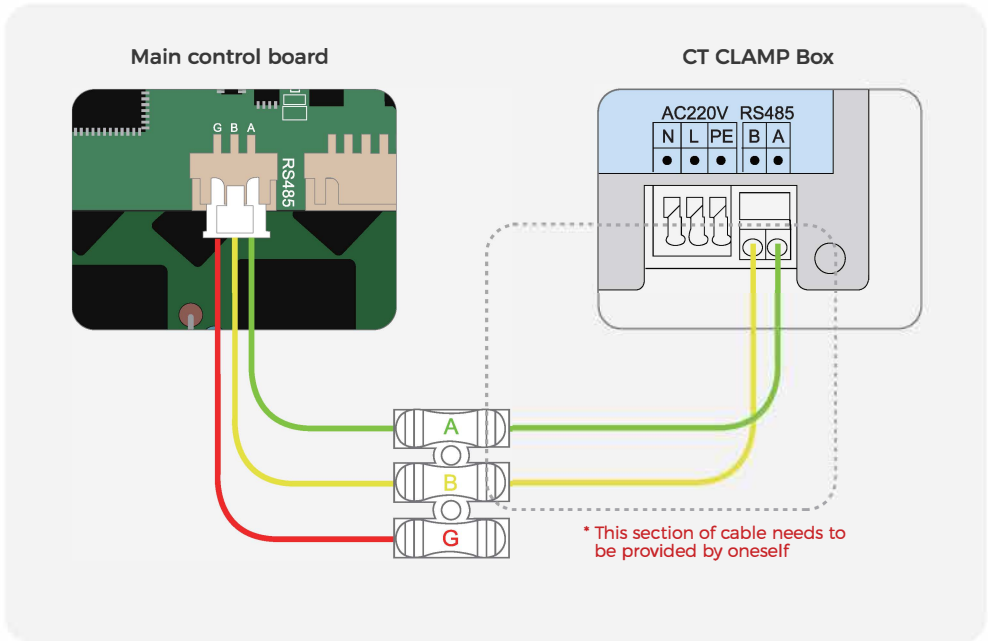 Main control board
CT CLAMP Box
G B A
RS485
AC220V RS485
N L PE B A
A
B
G
* This section of cable needs to
be provided by oneself